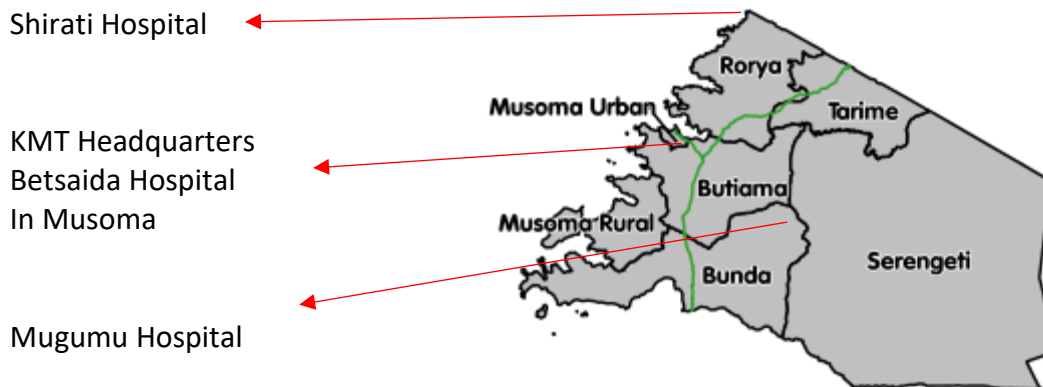 Shirati Hospital
KMT Headquarters
Betsaida Hospital
In Musoma
Mugumu Hospital
Rorya
Musoma Urban
Tarime
Butiama
Musoma Rural
Serengeti
Bunda